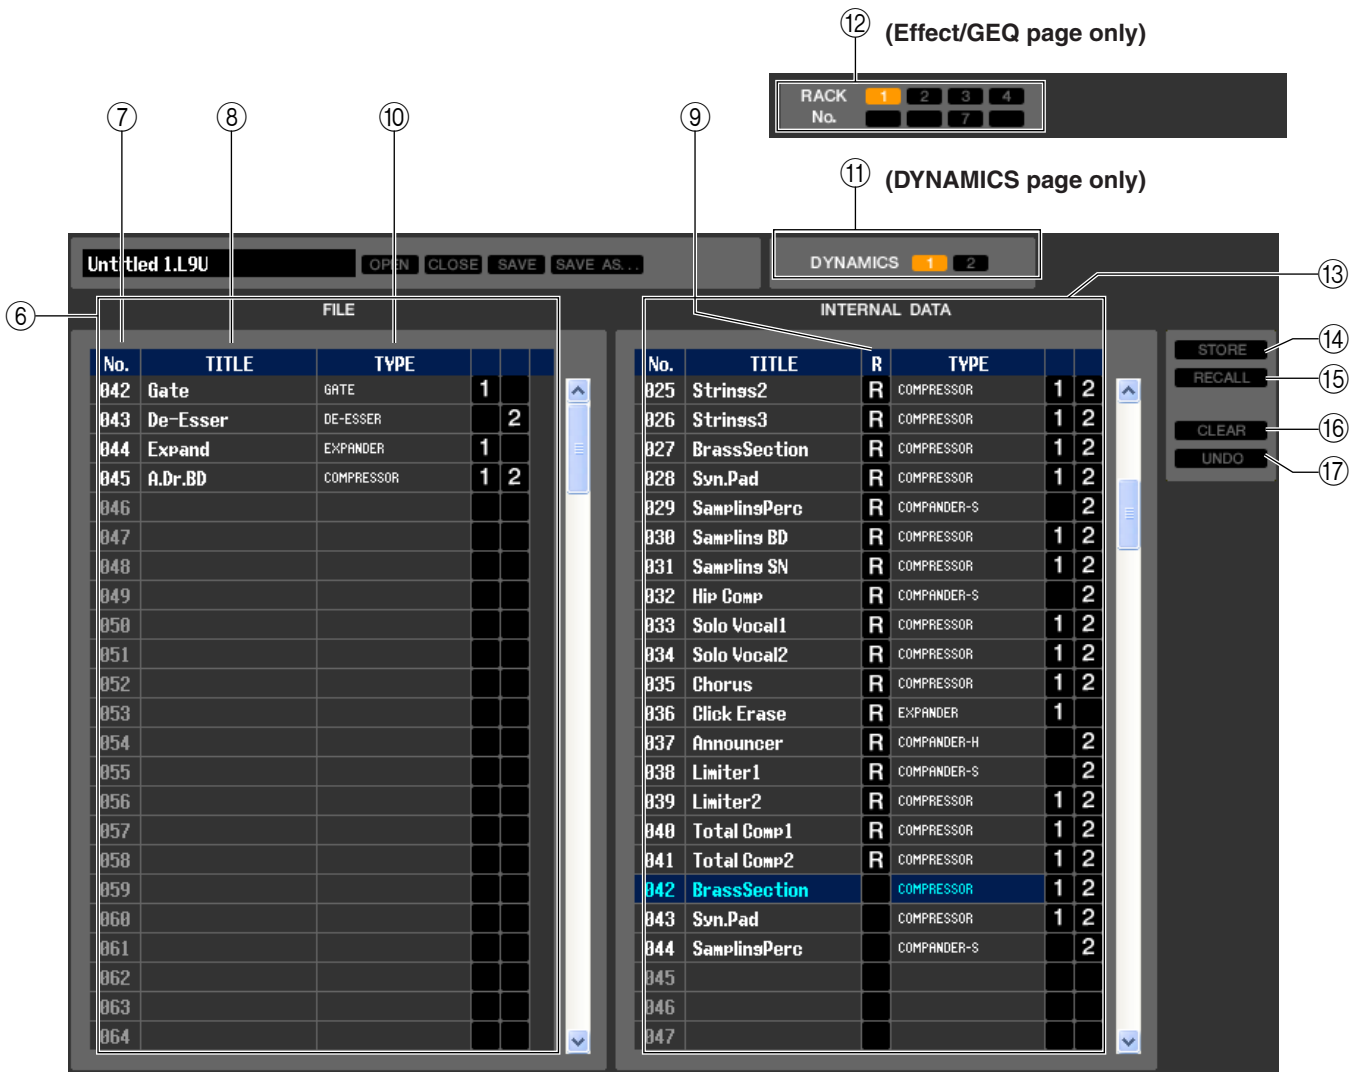 ⑫ (Effect/GEQ page only)
RACK 1 2 3 4
No. 7
⑦ ⑧ ⑩ ⑨
⑪ (DYNAMICS page only)
Untitled 1.L9U OPEN CLOSE SAVE SAVE AS... DYNAMICS 1 2
⑥ FILE INTERNAL DATA ⑬
No. TITLE TYPE No. TITLE R TYPE STORE ⑭
042 Gate GATE 1 025 Strings2 R COMPRESSOR 1 2 RECALL ⑮
043 De-Esser DE-ESSER 2 026 Strings3 R COMPRESSOR 1 2 CLEAR ⑯
044 Expand EXPANDER 1 027 BrassSection R COMPRESSOR 1 2 UNDO ⑰
045 A.Dr.BD COMPRESSOR 1 2 028 Syn.Pad R COMPRESSOR 1 2
046 029 SamplingPerc R COMPANDER-S 2
047 030 Sampling BD R COMPRESSOR 1 2
048 031 Sampling SN R COMPRESSOR 1 2
049 032 Hip Comp R COMPANDER-S 2
050 033 Solo Vocal1 R COMPRESSOR 1 2
051 034 Solo Vocal2 R COMPRESSOR 1 2
052 035 Chorus R COMPRESSOR 1 2
053 036 Click Erase R EXPANDER 1
054 037 Announcer R COMPANDER-H 2
055 038 Limiter1 R COMPANDER-S 2
056 039 Limiter2 R COMPRESSOR 1 2
057 040 Total Comp1 R COMPRESSOR 1 2
058 041 Total Comp2 R COMPRESSOR 1 2
059 042 BrassSection COMPRESSOR 1 2
060 043 Syn.Pad COMPRESSOR 1 2
061 044 SamplingPerc COMPANDER-S 2
062 045
063 046
064 047